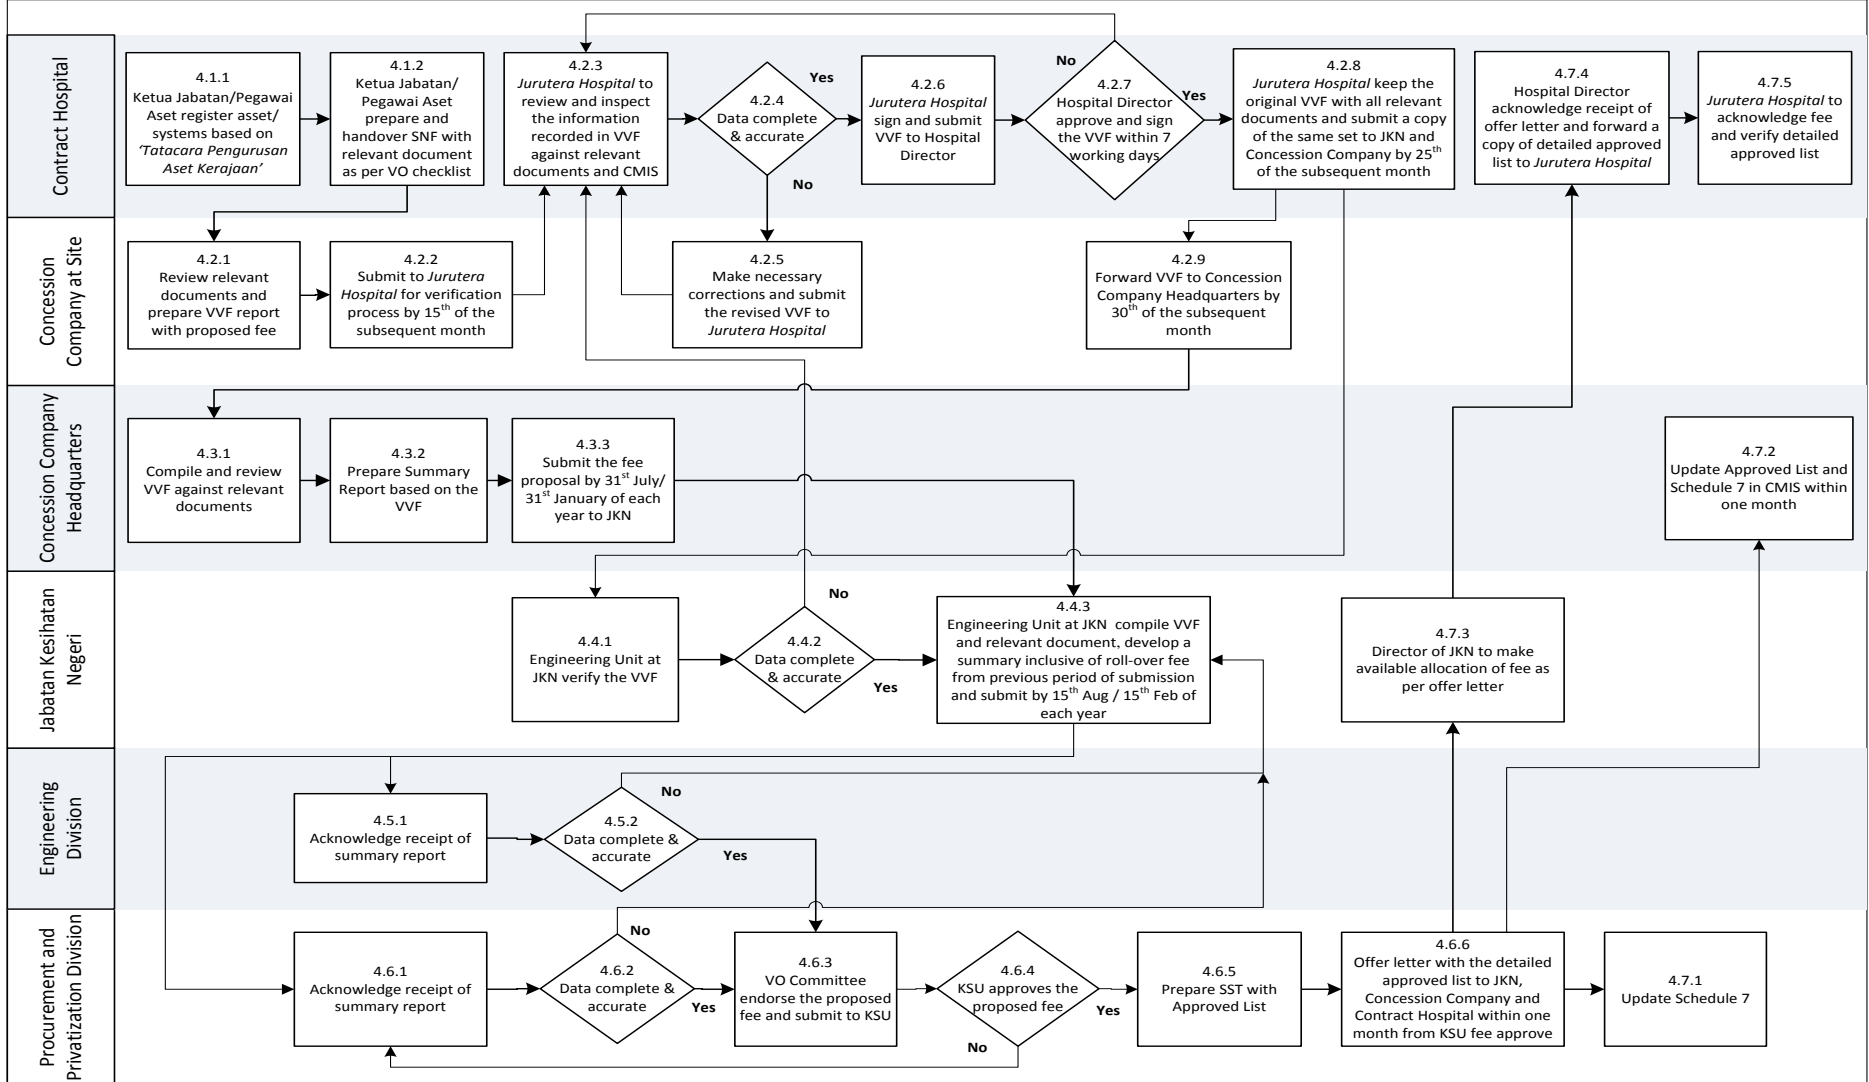 Contract Hospital
4.1.1
Ketua Jabatan/Pegawai
Aset register asset/
systems based on
‘Tatacara Pengurusan
Aset Kerajaan’
4.1.2
Ketua Jabatan/
Pegawai Aset
prepare and
handover SNF with
relevant document
as per VO checklist
4.2.3
Jurutera Hospital to
review and inspect
the information
recorded in VVF
against relevant
documents and CMIS
4.2.4
Data complete
& accurate
Yes
No
4.2.6
Jurutera Hospital
sign and submit
VVF to Hospital
Director
No
4.2.7
Hospital Director
approve and sign
the VVF within 7
working days
Yes
4.2.8
Jurutera Hospital keep the
original VVF with all relevant
documents and submit a copy
of the same set to JKN and
Concession Company by 25th
of the subsequent month
4.7.4
Hospital Director
acknowledge receipt of
offer letter and forward a
copy of detailed approved
list to Jurutera Hospital
4.7.5
Jurutera Hospital to
acknowledge fee
and verify detailed
approved list
Concession
Company at Site
4.2.1
Review relevant
documents and
prepare VVF report
with proposed fee
4.2.2
Submit to Jurutera
Hospital for verification
process by 15th of the
subsequent month
4.2.5
Make necessary
corrections and submit
the revised VVF to
Jurutera Hospital
4.2.9
Forward VVF to Concession
Company Headquarters by
30th of the subsequent
month
Concession Company
Headquarters
4.3.1
Compile and review
VVF against relevant
documents
4.3.2
Prepare Summary
Report based on the
VVF
4.3.3
Submit the fee
proposal by 31st July/
31st January of each
year to JKN
4.7.2
Update Approved List and
Schedule 7 in CMIS within
one month
Jabatan Kesihatan
Negeri
4.4.1
Engineering Unit at
JKN verify the VVF
No
4.4.2
Data complete
& accurate
Yes
4.4.3
Engineering Unit at JKN compile VVF
and relevant document, develop a
summary inclusive of roll-over fee
from previous period of submission
and submit by 15th Aug / 15th Feb of
each year
4.7.3
Director of JKN to make
available allocation of fee as
per offer letter
Engineering
Division
4.5.1
Acknowledge receipt of
summary report
No
4.5.2
Data complete &
accurate
Yes
Procurement and
Privatization Division
4.6.1
Acknowledge receipt of
summary report
No
4.6.2
Data complete &
accurate
Yes
4.6.3
VO Committee
endorse the proposed
fee and submit to KSU
4.6.4
KSU approves the
proposed fee
Yes
No
4.6.5
Prepare SST with
Approved List
4.6.6
Offer letter with the detailed
approved list to JKN,
Concession Company and
Contract Hospital within one
month from KSU fee approve
4.7.1
Update Schedule 7